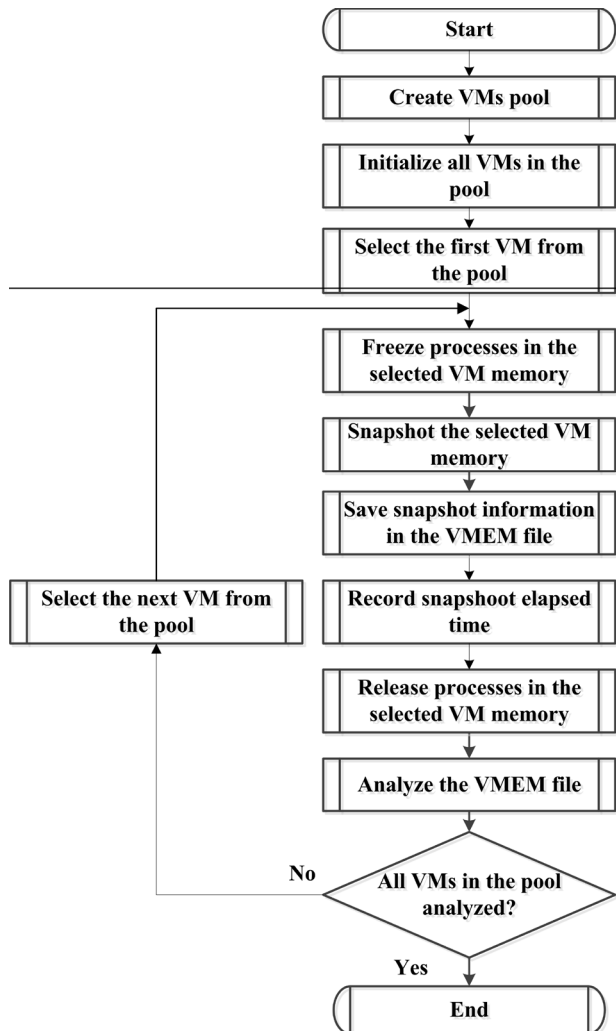 Start
Create VMs pool
Initialize all VMs in the
pool
Select the first VM from
the pool
Freeze processes in the
selected VM memory
Snapshot the selected VM
memory
Save snapshot information
in the VMEM file
Select the next VM from
the pool
Record snapshoot elapsed
time
Release processes in the
selected VM memory
Analyze the VMEM file
No
All VMs in the pool
analyzed?
Yes
End